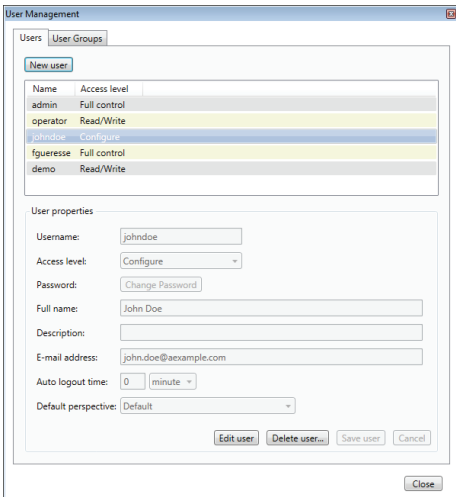 User Management
Users User Groups
New user
Name Access level
admin Full control
operator Read/Write
johndoe Configure
fgueresse Full control
demo Read/Write
User properties
Username: johndoe
Access level: Configure
Password: Change Password
Full name: John Doe
Description:
E-mail address: john.doe@aexample.com
Auto logout time: 0 minute
Default perspective: Default
Edit user Delete user... Save user Cancel
Close